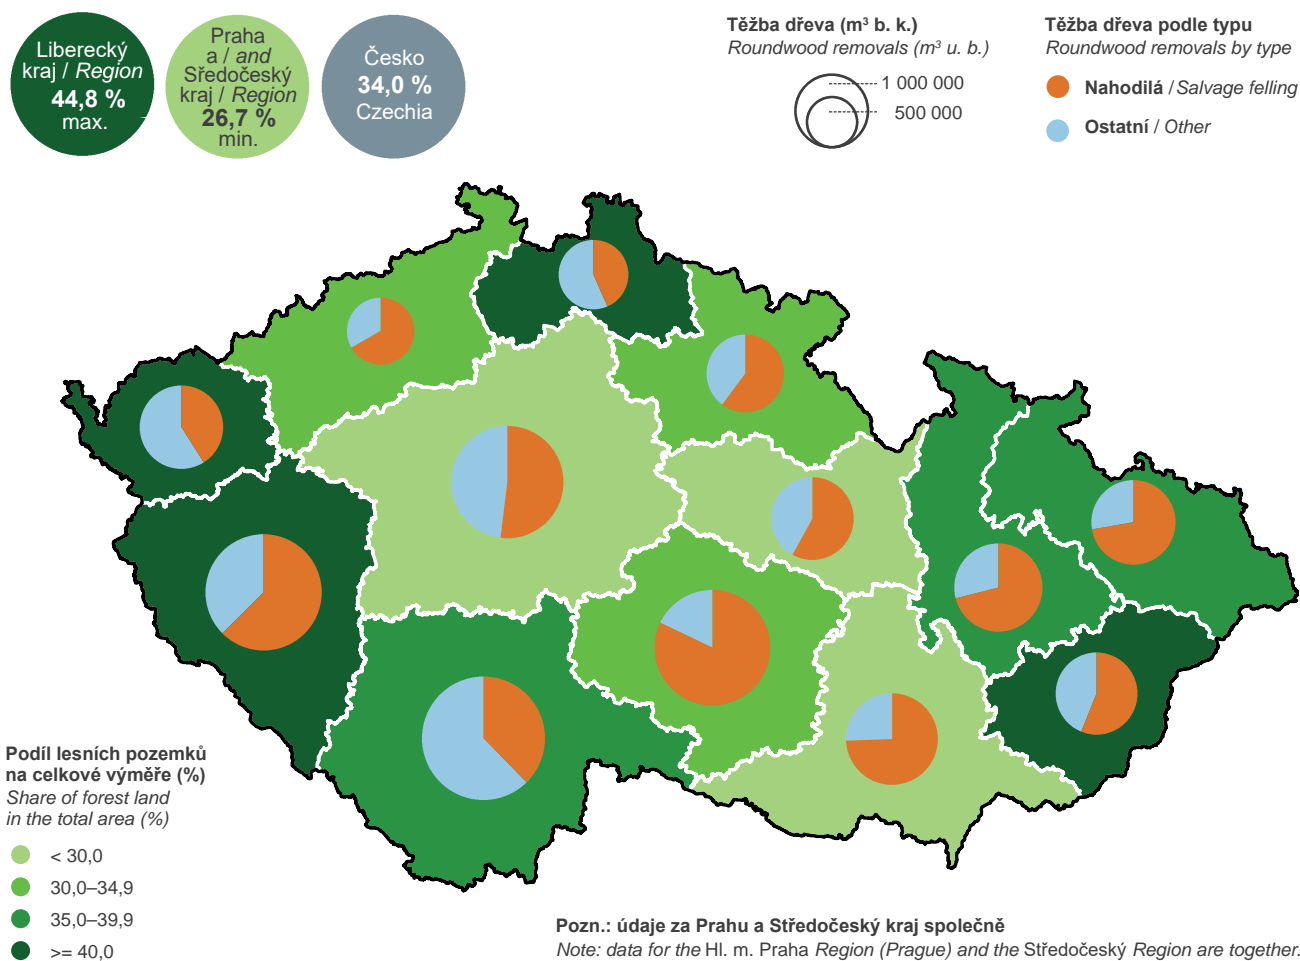 Liberecký
kraj / Region
44,8 %
max.
Praha
a / and
Středočeský
kraj / Region
26,7 %
min.
Česko
34,0 %
Czechia
Těžba dřeva (m³ b. k.)
Roundwood removals (m³ u. b.)
1 000 000
500 000
Těžba dřeva podle typu
Roundwood removals by type
Nahodilá / Salvage felling
Ostatní / Other
Podíl lesních pozemků
na celkové výměře (%)
Share of forest land
in the total area (%)
< 30,0
30,0–34,9
35,0–39,9
>= 40,0
Pozn.: údaje za Prahu a Středočeský kraj společně
Note: data for the Hl. m. Praha Region (Prague) and the Středočeský Region are together.